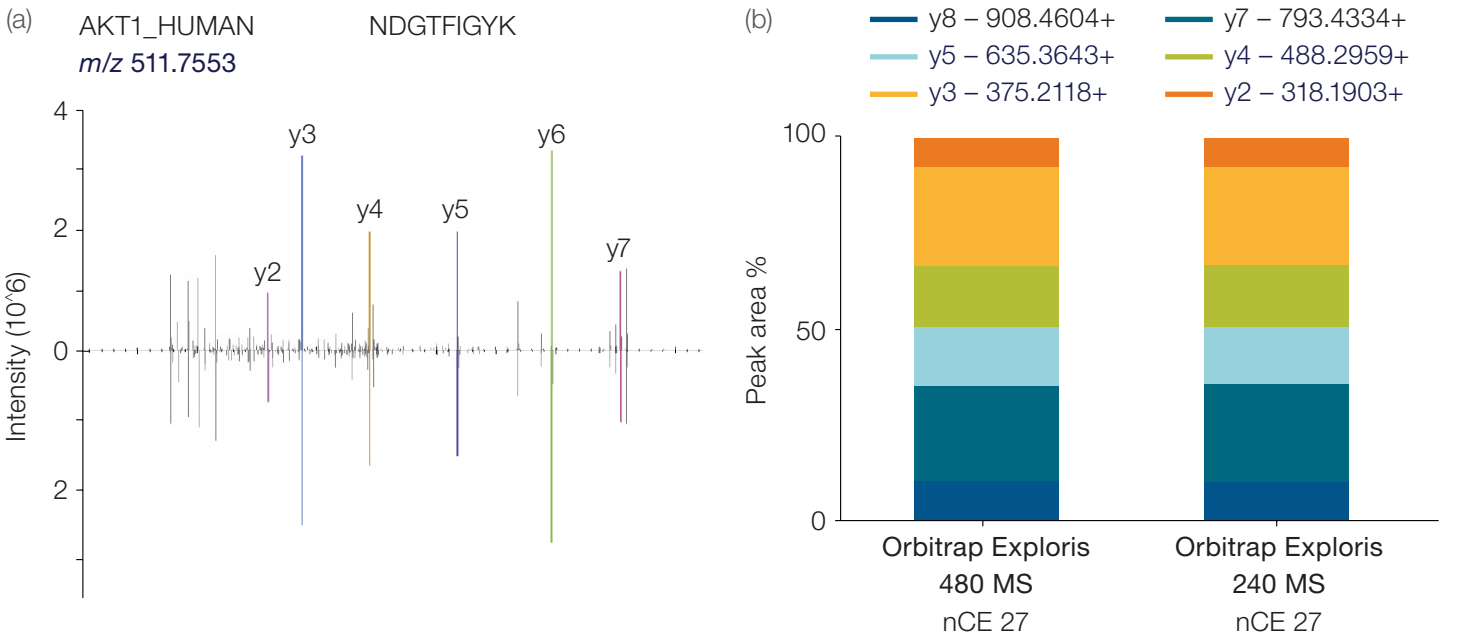 (a)
AKT1_HUMAN
NDGTFIGYK
m/z 511.7553
Intensity (10^6)
4
2
0
2
y2
y3
y4
y5
y6
y7
(b)
y8 – 908.4604+
y7 – 793.4334+
y5 – 635.3643+
y4 – 488.2959+
y3 – 375.2118+
y2 – 318.1903+
Peak area %
100
50
0
Orbitrap Exploris
480 MS
nCE 27
Orbitrap Exploris
240 MS
nCE 27